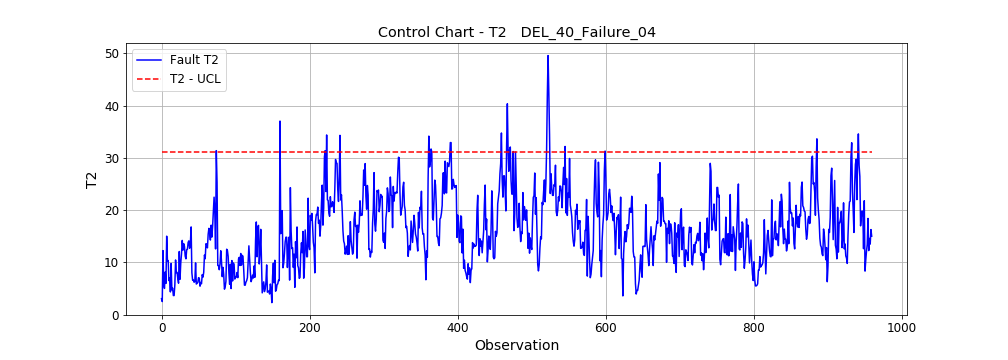 Control Chart - T2   DEL_40_Failure_04
Fault T2
T2 - UCL
50
40
30
20
10
0
T2
0 200 400 600 800 1000
Observation